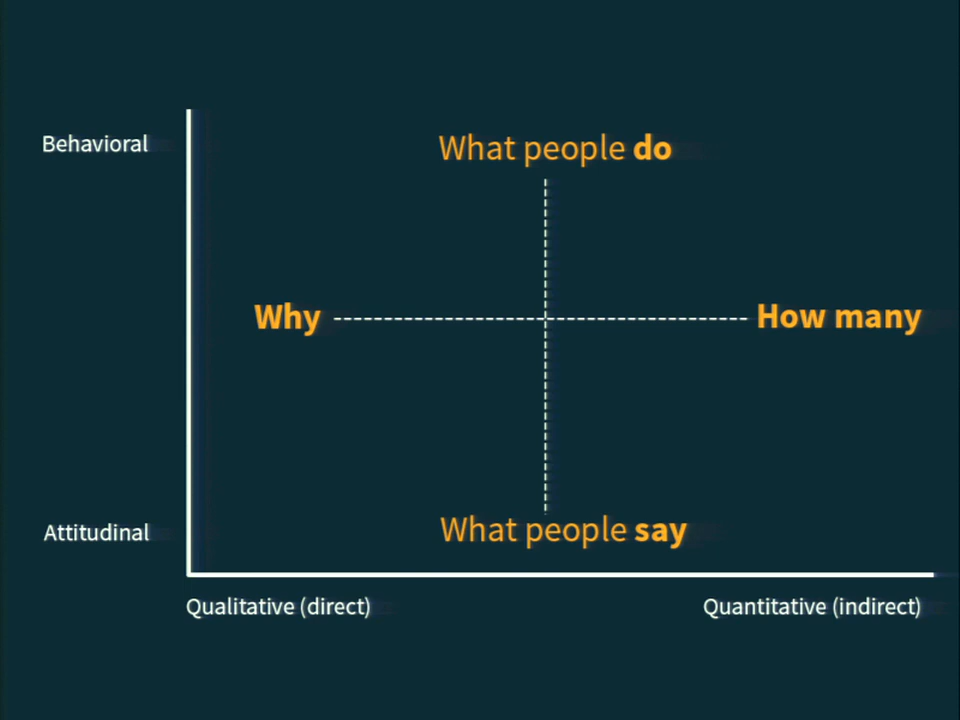 Behavioral
What people do
Why
How many
What people say
Attitudinal
Qualitative (direct)
Quantitative (indirect)